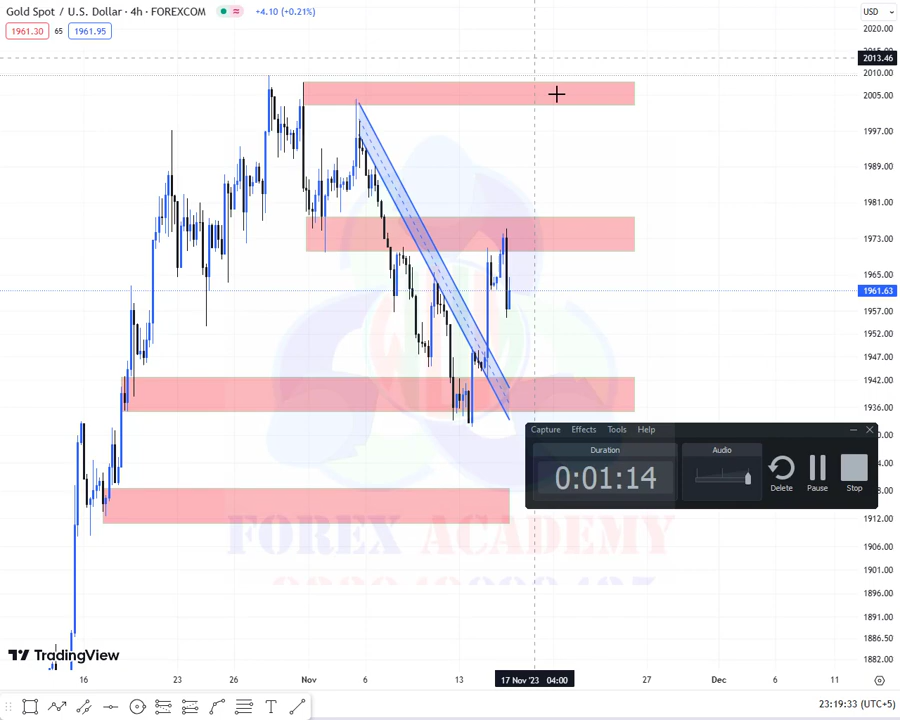 Gold Spot / U.S. Dollar · 4h · FOREXCOM
+4.10 (+0.21%)
USD
1961.30
65
1961.95
2020.00
2013.46
2010.00
2005.00
1997.00
1989.00
1981.00
1973.00
1965.00
1961.63
1957.00
1952.00
1947.00
1942.00
1936.00
Capture Effects Tools Help
Duration
Audio
0:01:14
Delete
Pause
Stop
1912.00
FOREX ACADEMY
1906.00
1901.00
1896.00
1891.00
1886.50
1882.00
TradingView
16
23
26
Nov
6
13
17 Nov '23 04:00
27
Dec
6
11
23:19:33 (UTC+5)